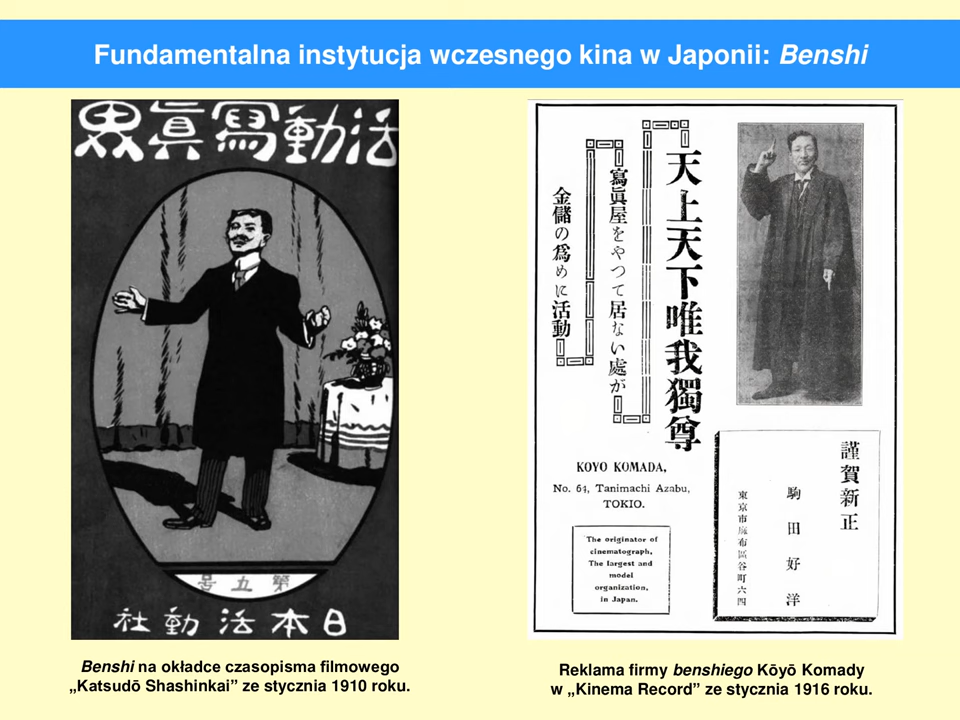 Fundamentalna instytucja wczesnego kina w Japonii: Benshi
活動寫眞界
第五号
日本活動社
天上天下唯我獨尊
寫眞屋をやつて居ない處が
金儲の爲めに活動
KOYO KOMADA,
No. 64, Tanimachi Azabu,
TOKIO.
The originator of
cinematograph,
The largest and
model
organization,
in Japan.
謹賀新正
駒田好洋
東京市麻布區谷町六四
Benshi na okładce czasopisma filmowego
„Katsudō Shashinkai” ze stycznia 1910 roku.
Reklama firmy benshiego Kōyō Komady
w „Kinema Record” ze stycznia 1916 roku.